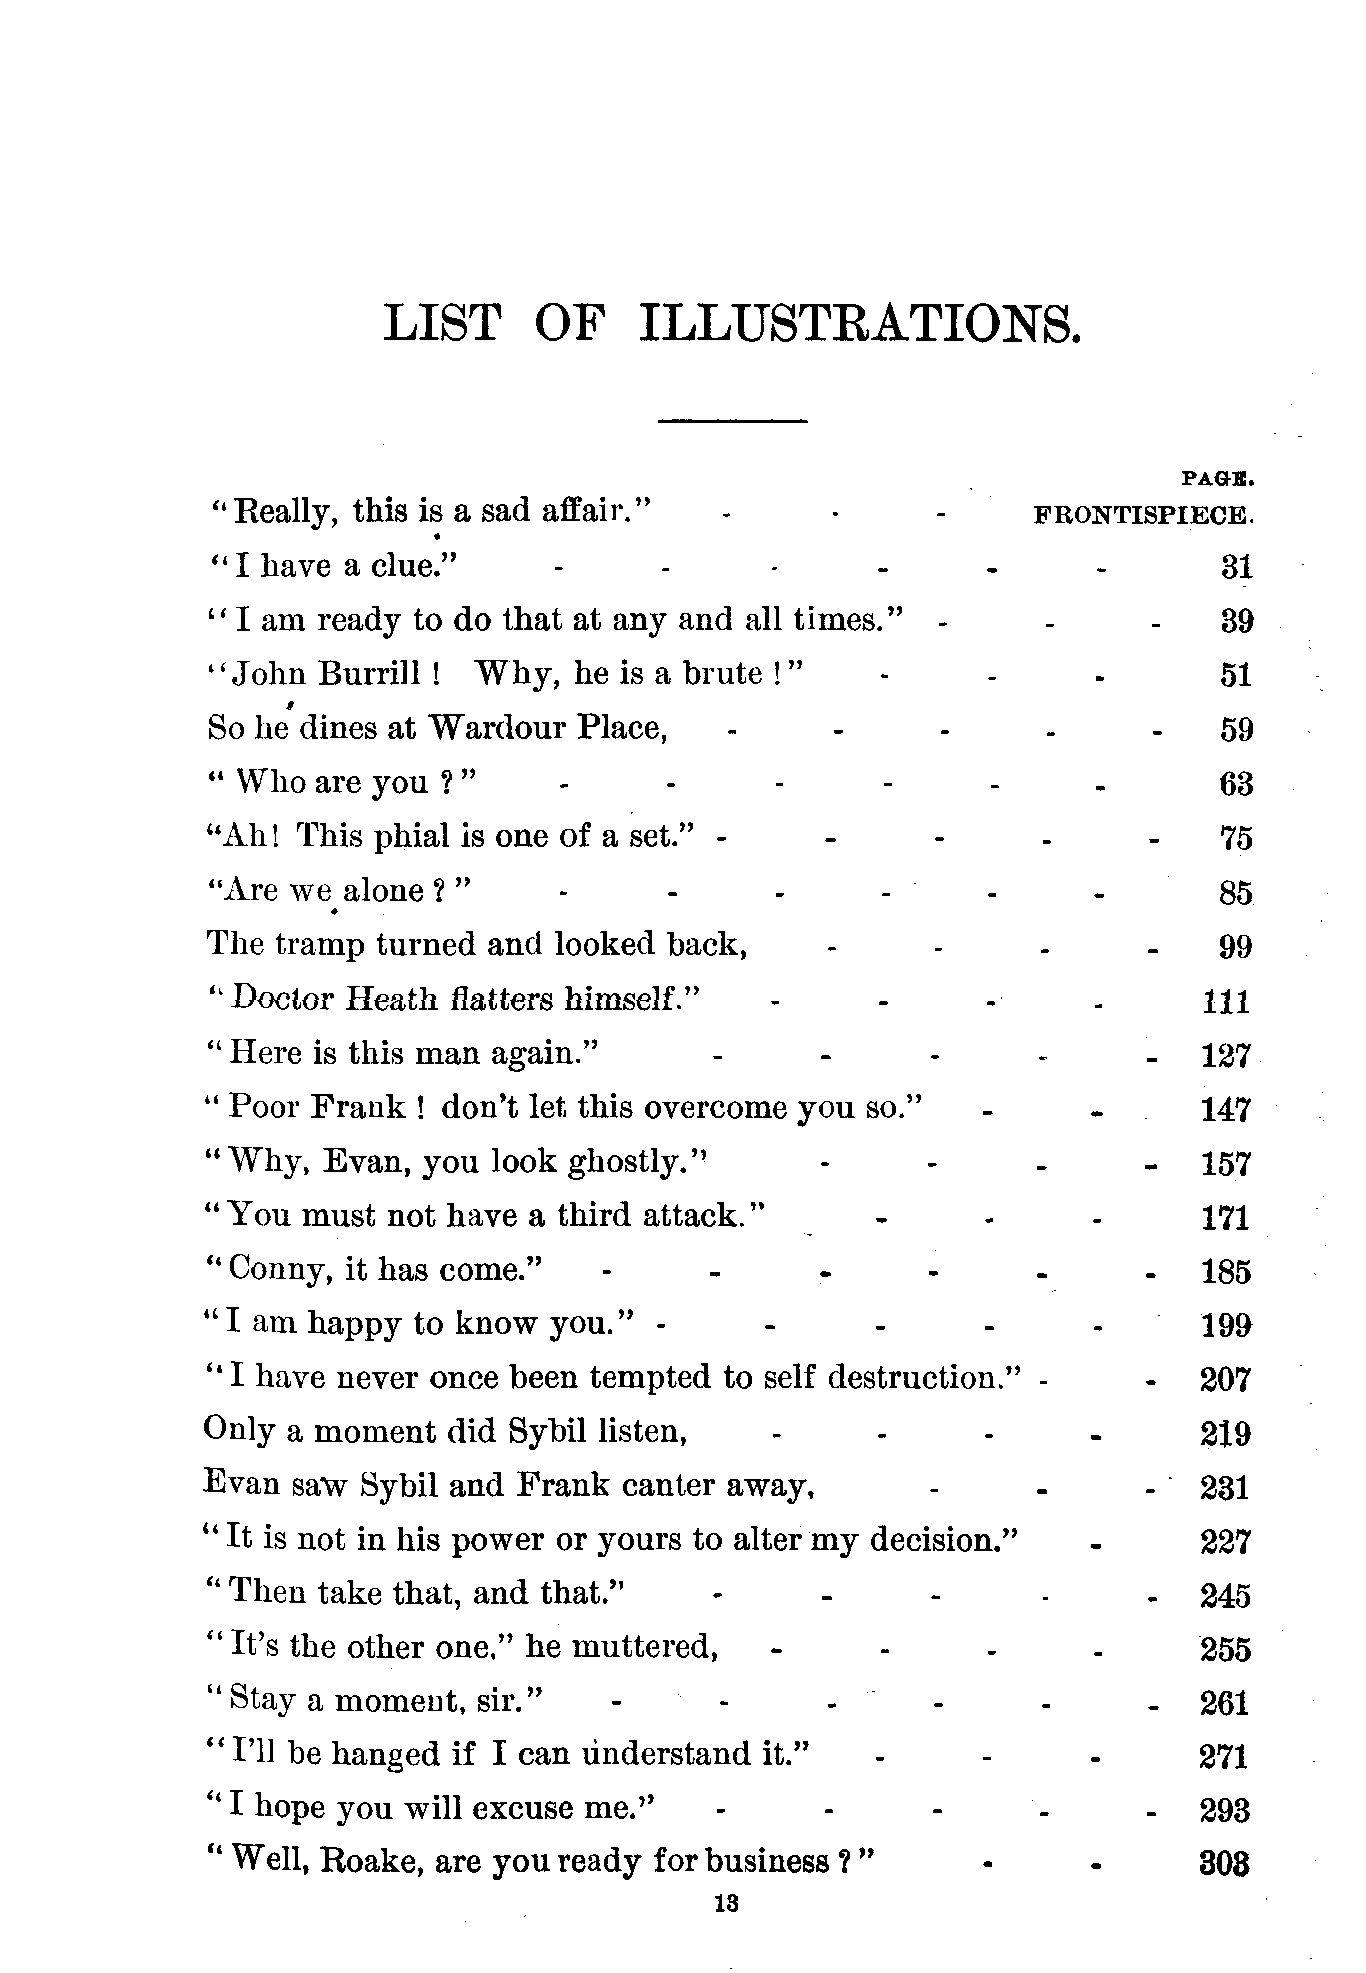 LIST OF ILLUSTRATIONS.
PAGE.
"Really, this is a sad affair." - - - FRONTISPIECE.
"I have a clue." - - - - - - 31
"I am ready to do that at any and all times." - - - 39
"John Burrill! Why, he is a brute!" - - - 51
So he dines at Wardour Place, - - - - - 59
"Who are you?" - - - - - - 63
"Ah! This phial is one of a set." - - - - - 75
"Are we alone?" - - - - - - 85
The tramp turned and looked back, - - - - 99
"Doctor Heath flatters himself." - - - - 111
"Here is this man again." - - - - - 127
"Poor Frank! don't let this overcome you so." - - 147
"Why, Evan, you look ghostly." - - - - 157
"You must not have a third attack." - - - 171
"Conny, it has come." - - - - - - 185
"I am happy to know you." - - - - - 199
"I have never once been tempted to self destruction." - - 207
Only a moment did Sybil listen, - - - - 219
Evan saw Sybil and Frank canter away, - - - 231
"It is not in his power or yours to alter my decision." - 227
"Then take that, and that." - - - - - 245
"It's the other one," he muttered, - - - - 255
"Stay a moment, sir." - - - - - - 261
"I'll be hanged if I can understand it." - - - 271
"I hope you will excuse me." - - - - - 293
"Well, Roake, are you ready for business?" - - 303
13